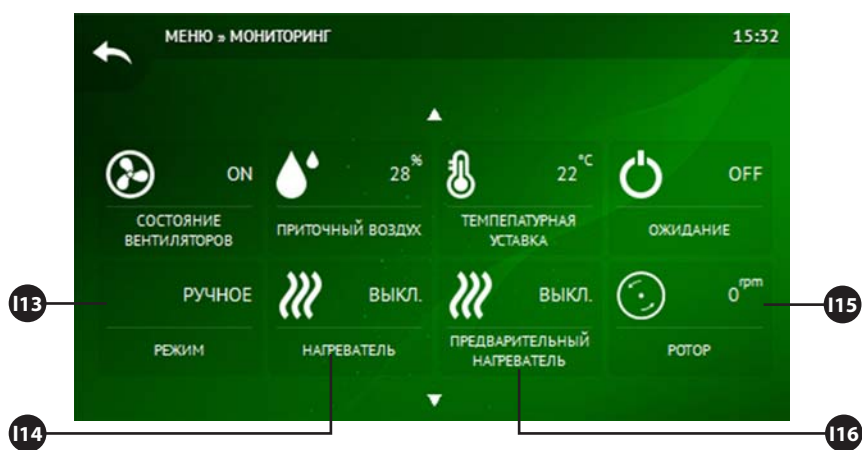 МЕНЮ » МОНИТОРИНГ 15:32
ON 28% 22°C OFF
СОСТОЯНИЕ ВЕНТИЛЯТОРОВ
ПРИТОЧНЫЙ ВОЗДУХ
ТЕМПЕПАТУРНАЯ УСТАВКА
ОЖИДАНИЕ
I13 РУЧНОЕ ВЫКЛ. ВЫКЛ. 0rpm I15
РЕЖИМ
НАГРЕВАТЕЛЬ
ПРЕДВАРИТЕЛЬНЫЙ
НАГРЕВАТЕЛЬ
РОТОР
I14 I16